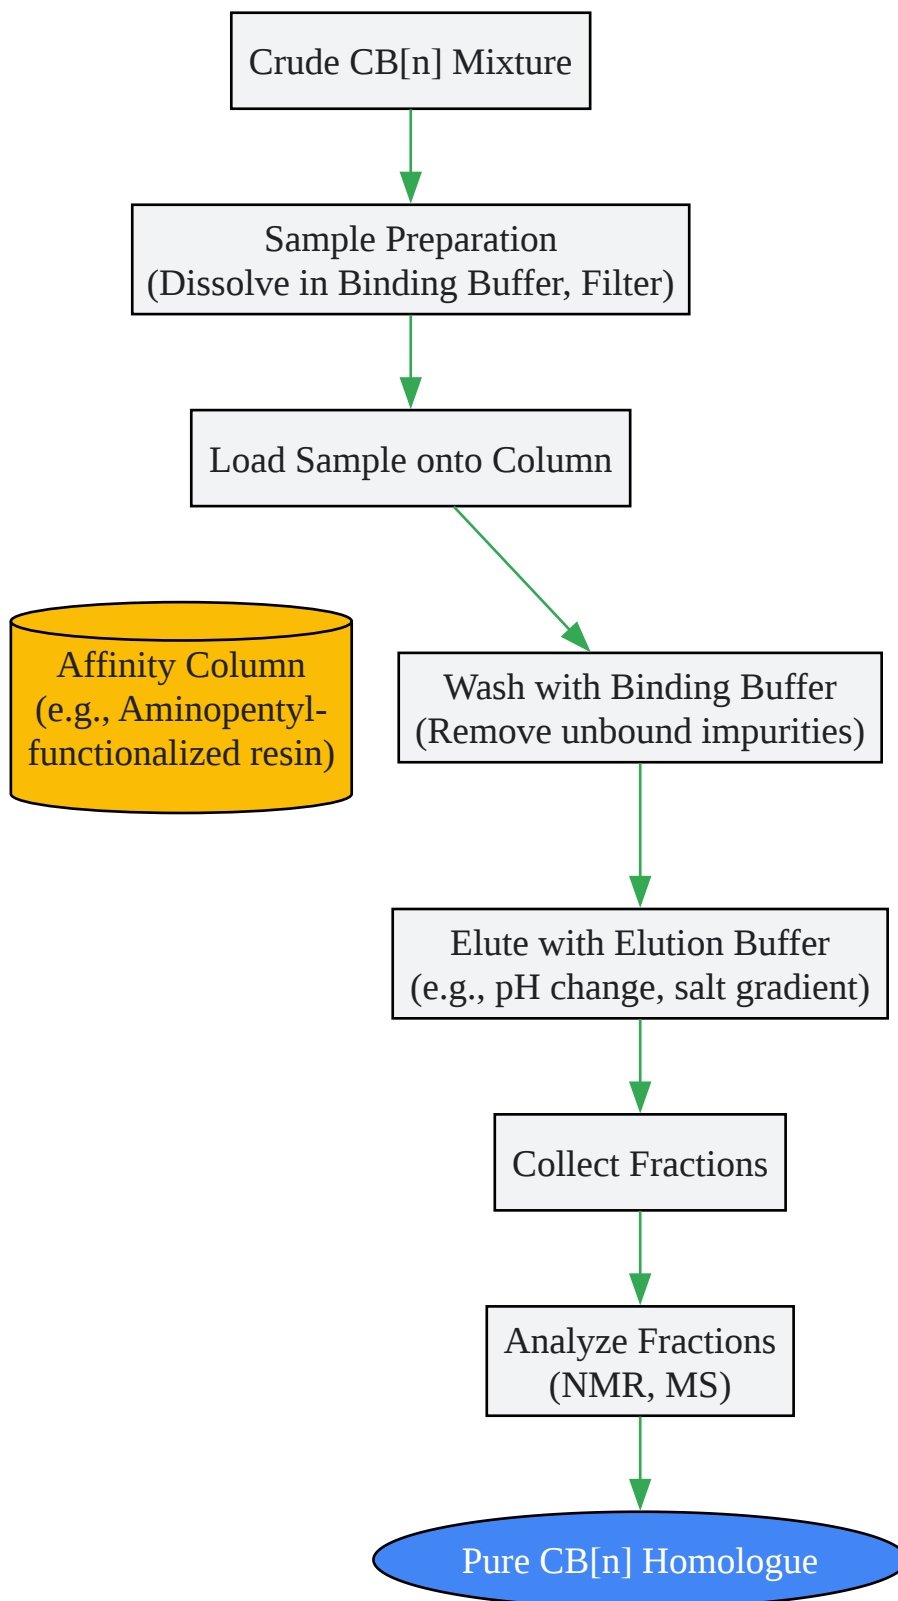 Crude CB[n] Mixture
Sample Preparation
(Dissolve in Binding Buffer, Filter)
Load Sample onto Column
Affinity Column
(e.g., Aminopentyl-
functionalized resin)
Wash with Binding Buffer
(Remove unbound impurities)
Elute with Elution Buffer
(e.g., pH change, salt gradient)
Collect Fractions
Analyze Fractions
(NMR, MS)
Pure CB[n] Homologue